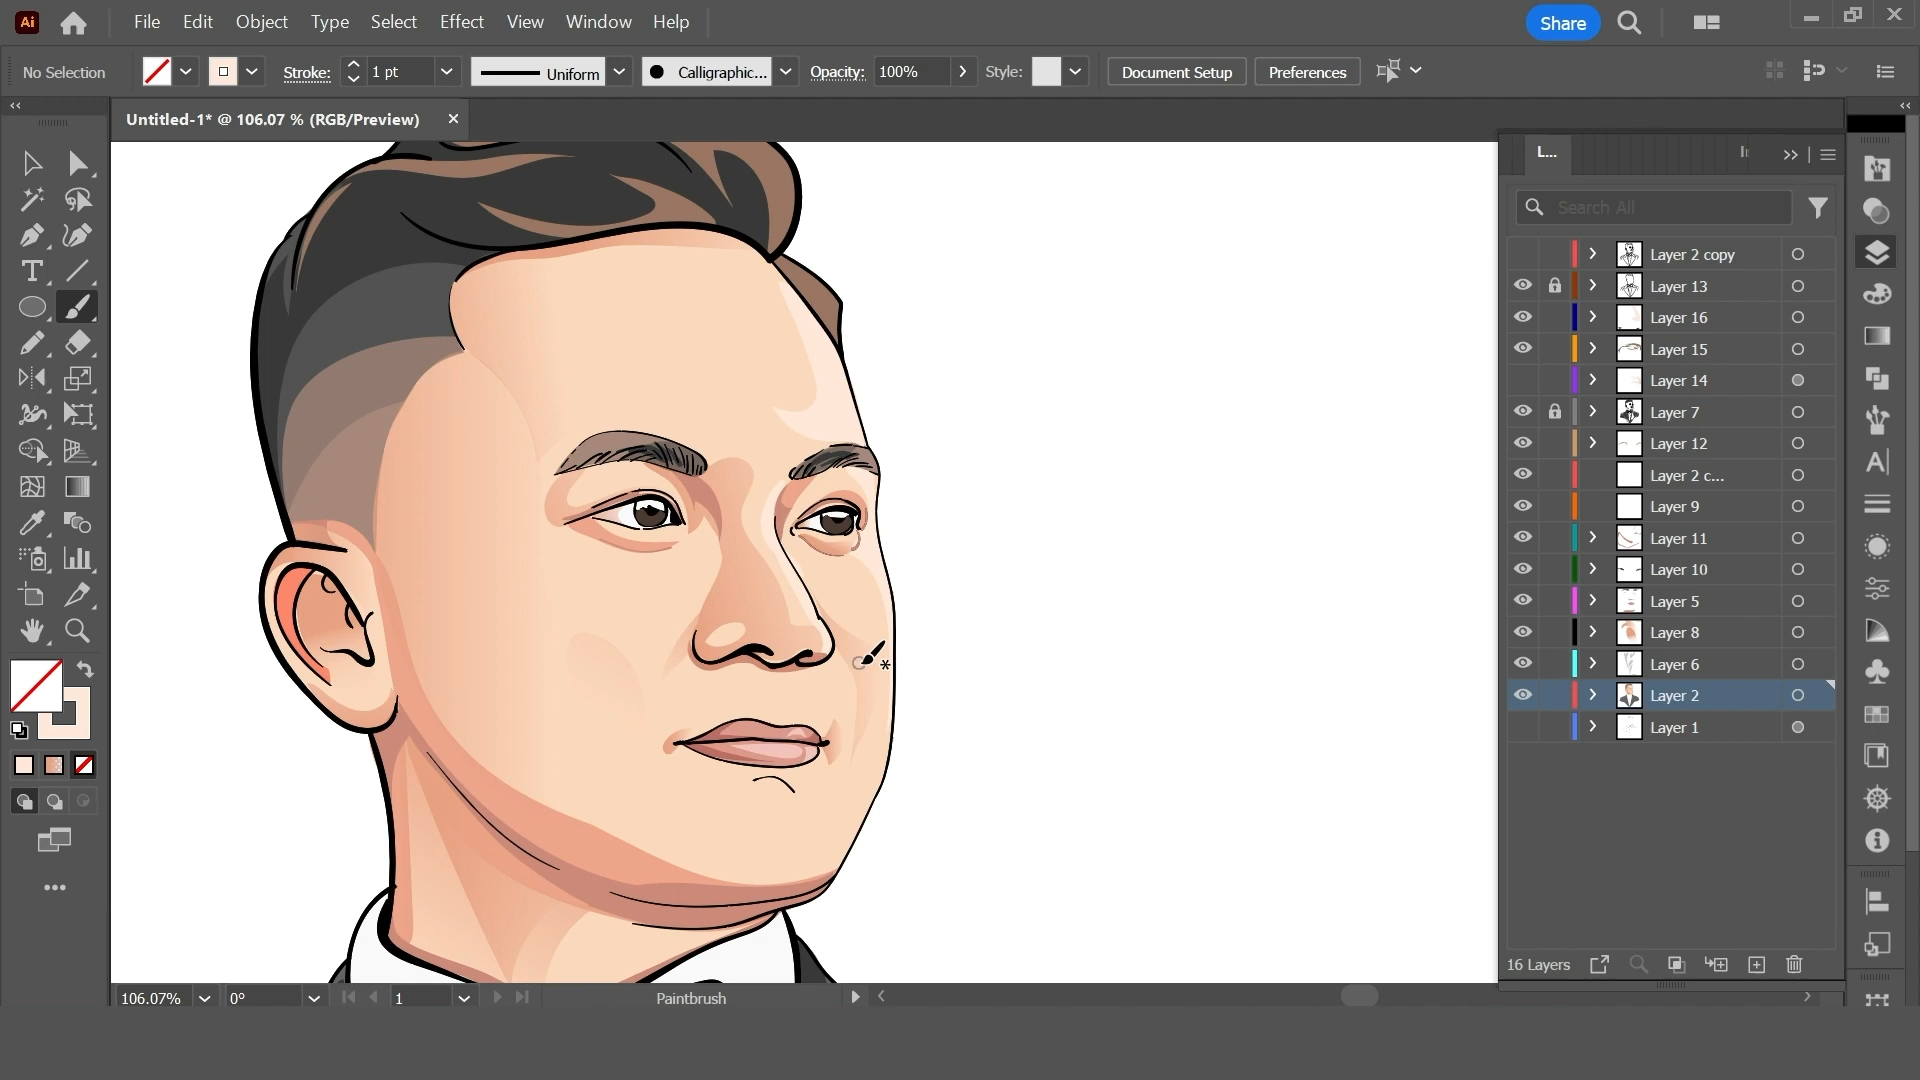 Ai File Edit Object Type Select Effect View Window Help Share
No Selection Stroke: 1 pt Uniform Calligraphic... Opacity: 100% Style: Document Setup Preferences
Untitled-1* @ 106.07 % (RGB/Preview)
L...
Search All
Layer 2 copy
Layer 13
Layer 16
Layer 15
Layer 14
Layer 7
Layer 12
Layer 2 c...
Layer 9
Layer 11
Layer 10
Layer 5
Layer 8
Layer 6
Layer 2
Layer 1
16 Layers
106.07% 0° 1 Paintbrush